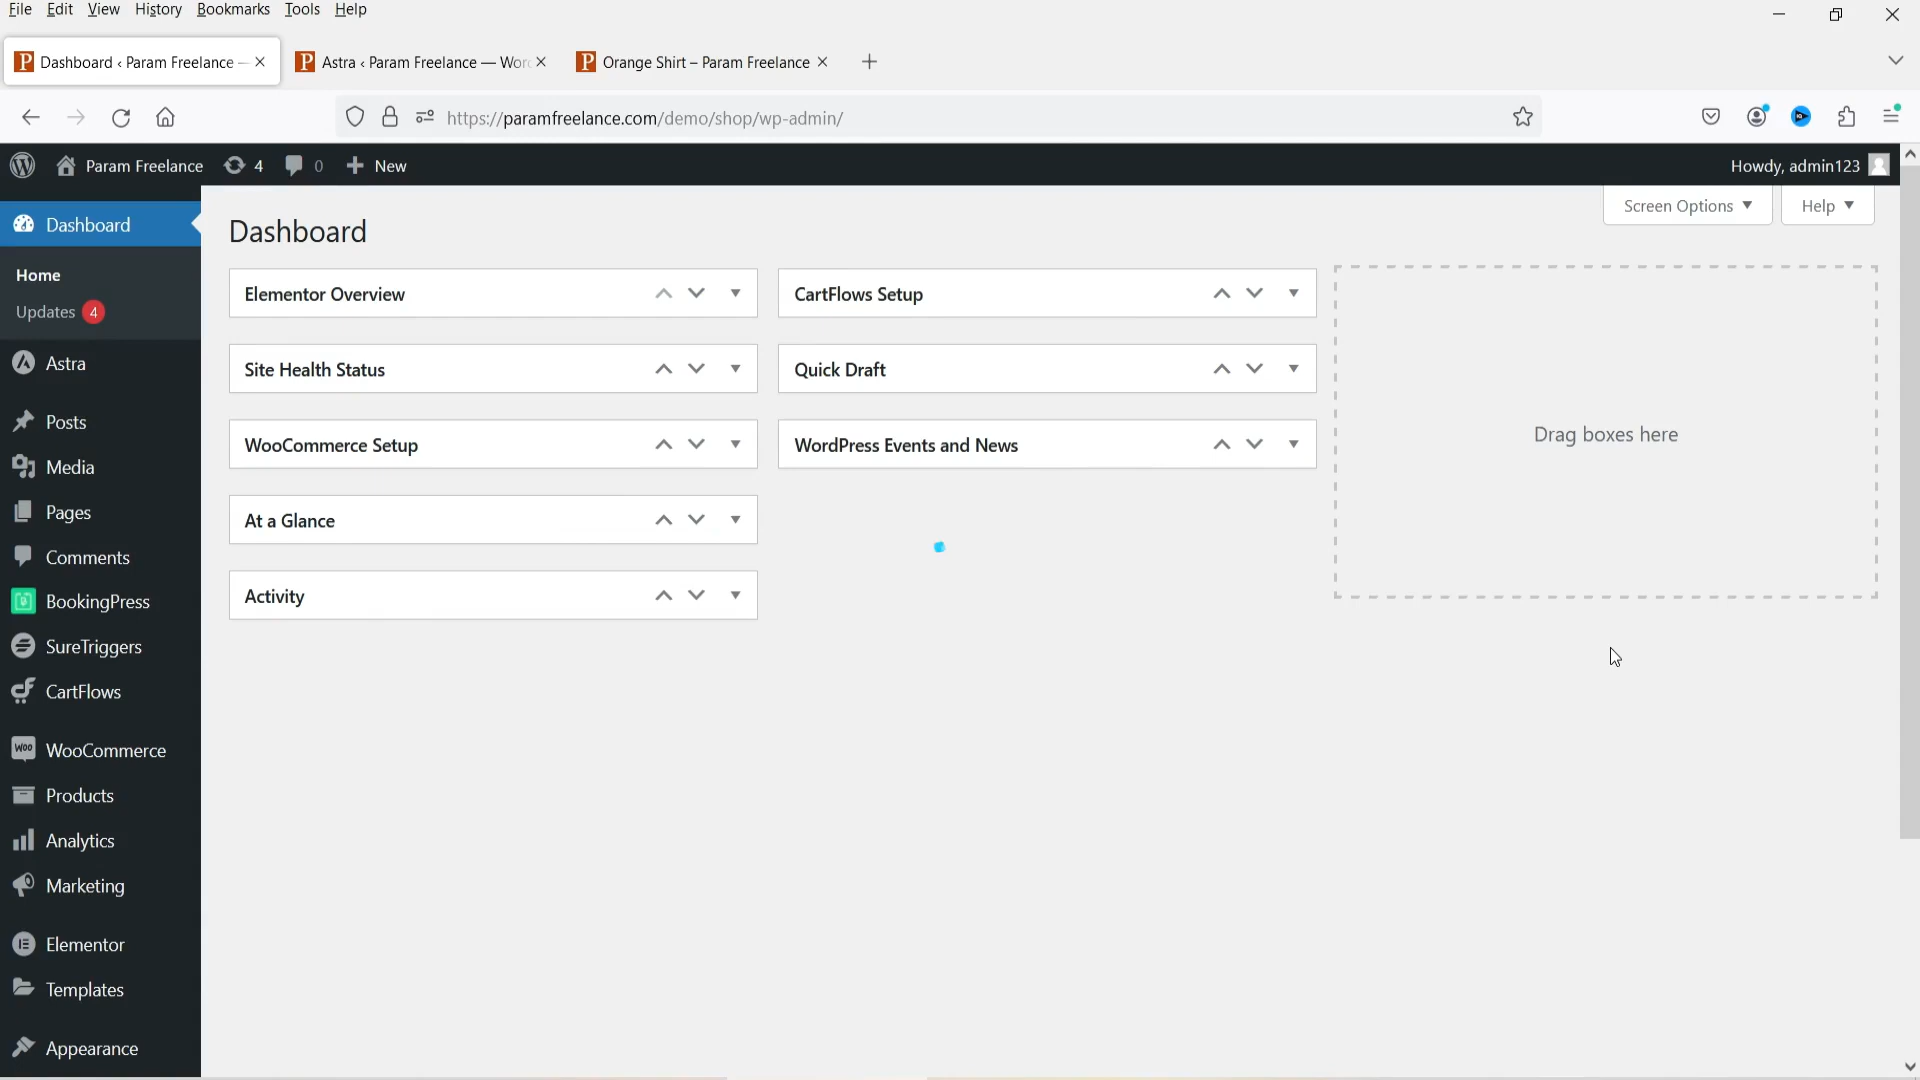 File Edit View History Bookmarks Tools Help
Dashboard ‹ Param Freelance —
Astra ‹ Param Freelance — Wor
Orange Shirt – Param Freelance
https://paramfreelance.com/demo/shop/wp-admin/
Param Freelance 4 0 New
Howdy, admin123
Screen Options Help
Dashboard
Home
Updates 4
Astra
Posts
Media
Pages
Comments
BookingPress
SureTriggers
CartFlows
WooCommerce
Products
Analytics
Marketing
Elementor
Templates
Appearance
Dashboard
Elementor Overview
Site Health Status
WooCommerce Setup
At a Glance
Activity
CartFlows Setup
Quick Draft
WordPress Events and News
Drag boxes here